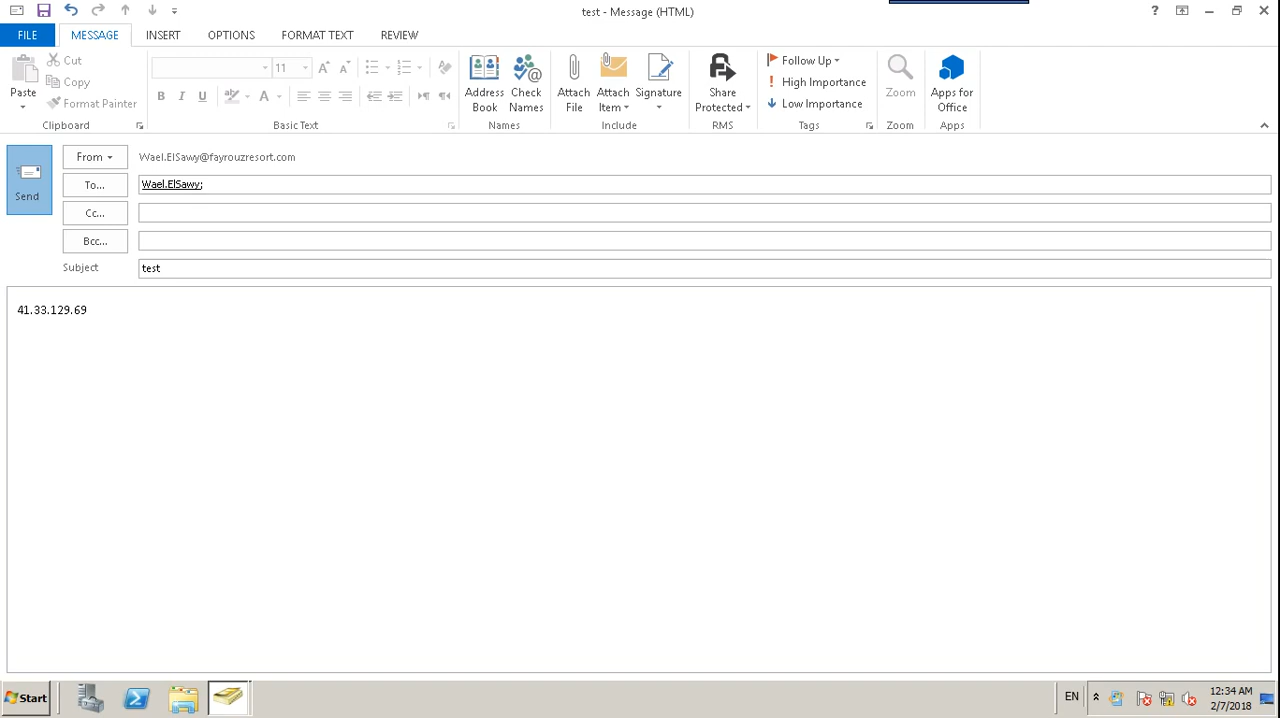 test - Message (HTML)
?
FILE MESSAGE INSERT OPTIONS FORMAT TEXT REVIEW
Paste
Cut
Copy
Format Painter
Clipboard
11
B I U A
Basic Text
Address Book
Check Names
Names
Attach File
Attach Item
Signature
Include
Share Protected
RMS
Follow Up
High Importance
Low Importance
Tags
Zoom
Zoom
Apps for Office
Apps
Send
From Wael.ElSawy@fayrouzresort.com
To... Wael.ElSawy;
Cc...
Bcc...
Subject test
41.33.129.69
Start
EN
12:34 AM
2/7/2018